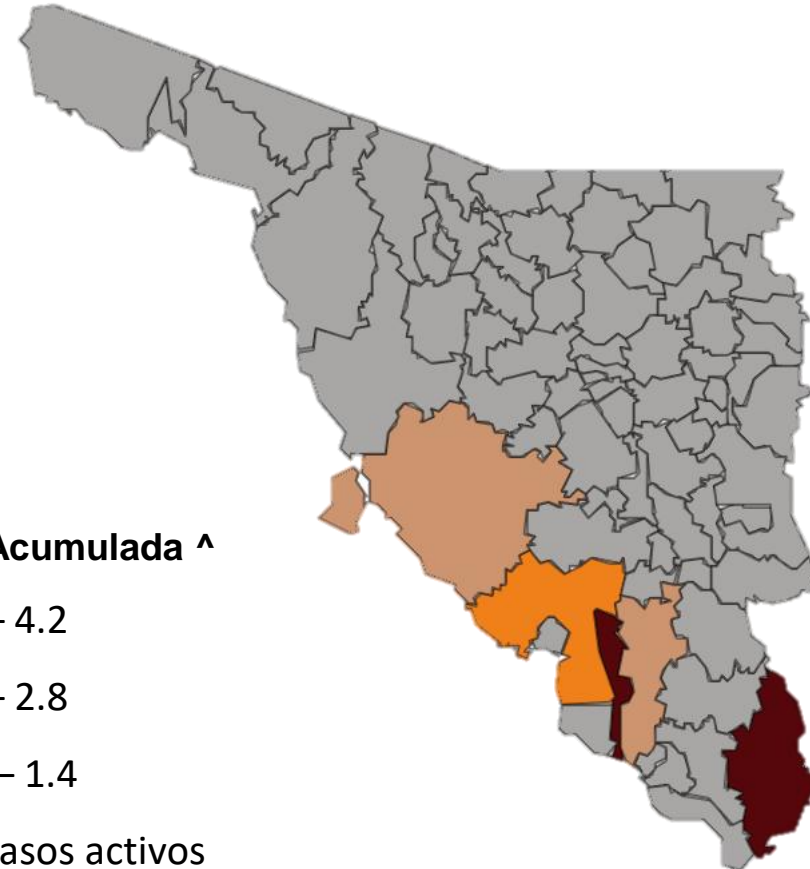 Acumulada ^
– 4.2
– 2.8
– 1.4
asos activos